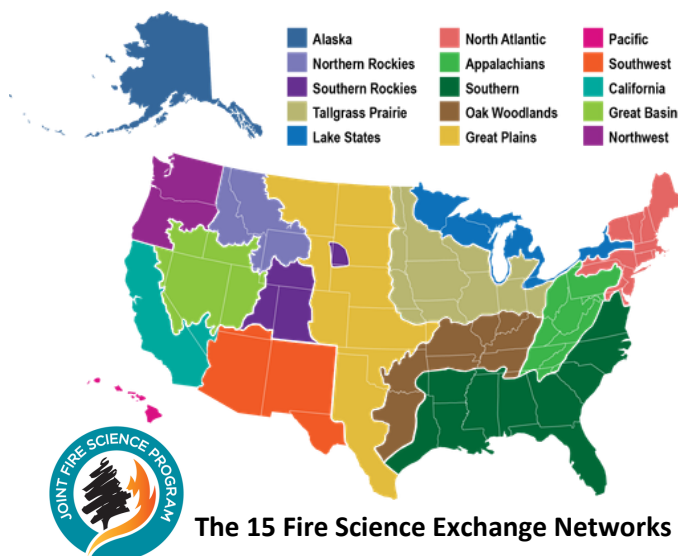 Alaska
Northern Rockies
Southern Rockies
Tallgrass Prairie
Lake States
North Atlantic
Appalachians
Southern
Oak Woodlands
Great Plains
Pacific
Southwest
California
Great Basin
Northwest
JOINT FIRE SCIENCE PROGRAM
The 15 Fire Science Exchange Networks